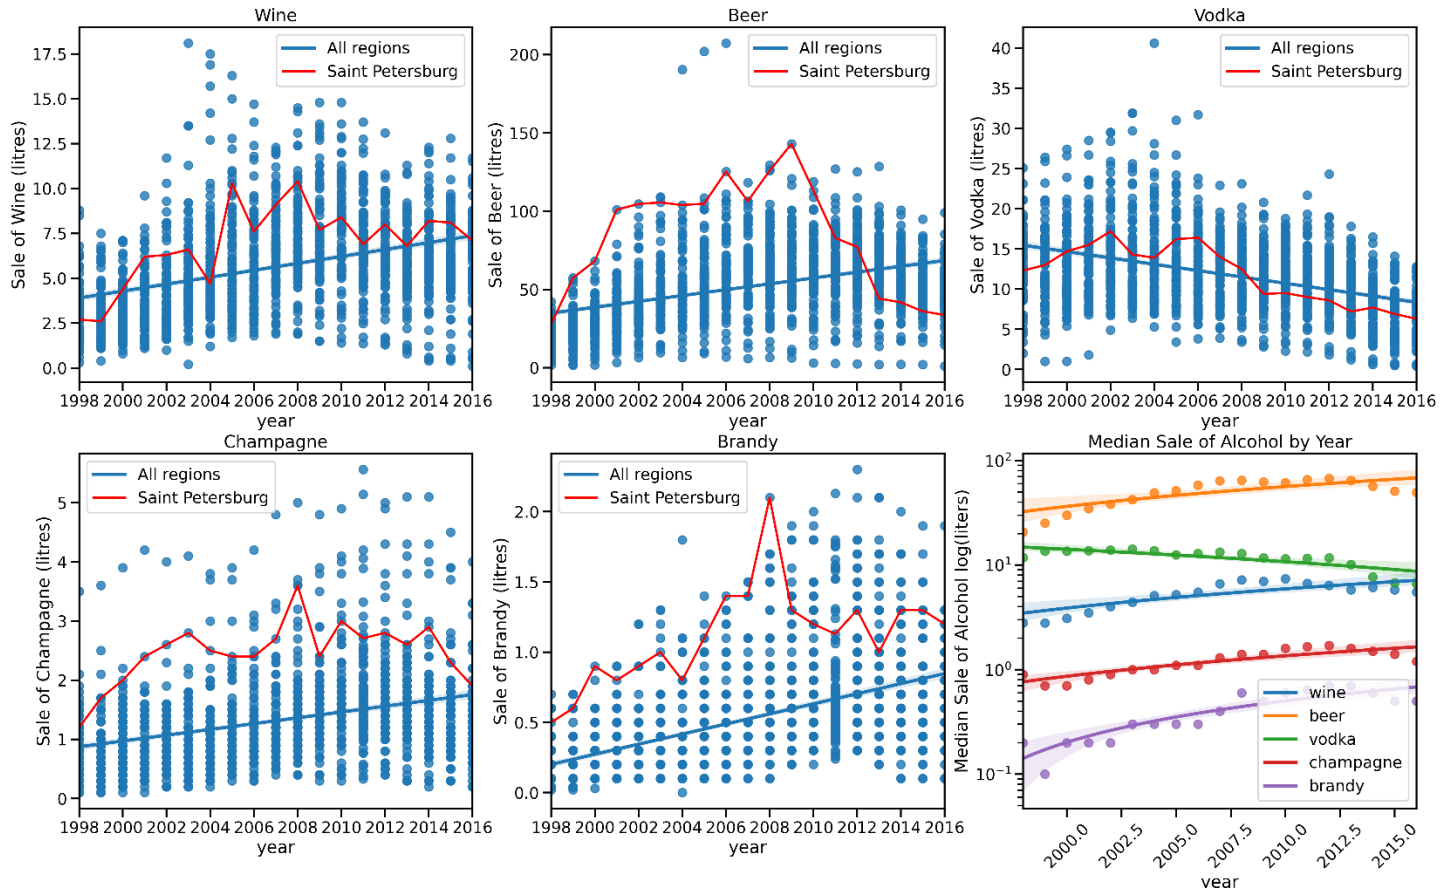 Wine
Sale of Wine (litres)
17.5
15.0
12.5
10.0
7.5
5.0
2.5
0.0
All regions
Saint Petersburg
1998 2000 2002 2004 2006 2008 2010 2012 2014 2016
year
Beer
Sale of Beer (litres)
200
150
100
50
0
All regions
Saint Petersburg
1998 2000 2002 2004 2006 2008 2010 2012 2014 2016
year
Vodka
Sale of Vodka (litres)
40
35
30
25
20
15
10
5
0
All regions
Saint Petersburg
1998 2000 2002 2004 2006 2008 2010 2012 2014 2016
year
Champagne
Sale of Champagne (litres)
5
4
3
2
1
0
All regions
Saint Petersburg
1998 2000 2002 2004 2006 2008 2010 2012 2014 2016
year
Brandy
Sale of Brandy (litres)
2.0
1.5
1.0
0.5
0.0
All regions
Saint Petersburg
1998 2000 2002 2004 2006 2008 2010 2012 2014 2016
year
Median Sale of Alcohol by Year
Median Sale of Alcohol log(liters)
10²
10¹
10⁰
10⁻¹
wine
beer
vodka
champagne
brandy
2000.0 2002.5 2005.0 2007.5 2010.0 2012.5 2015.0
year